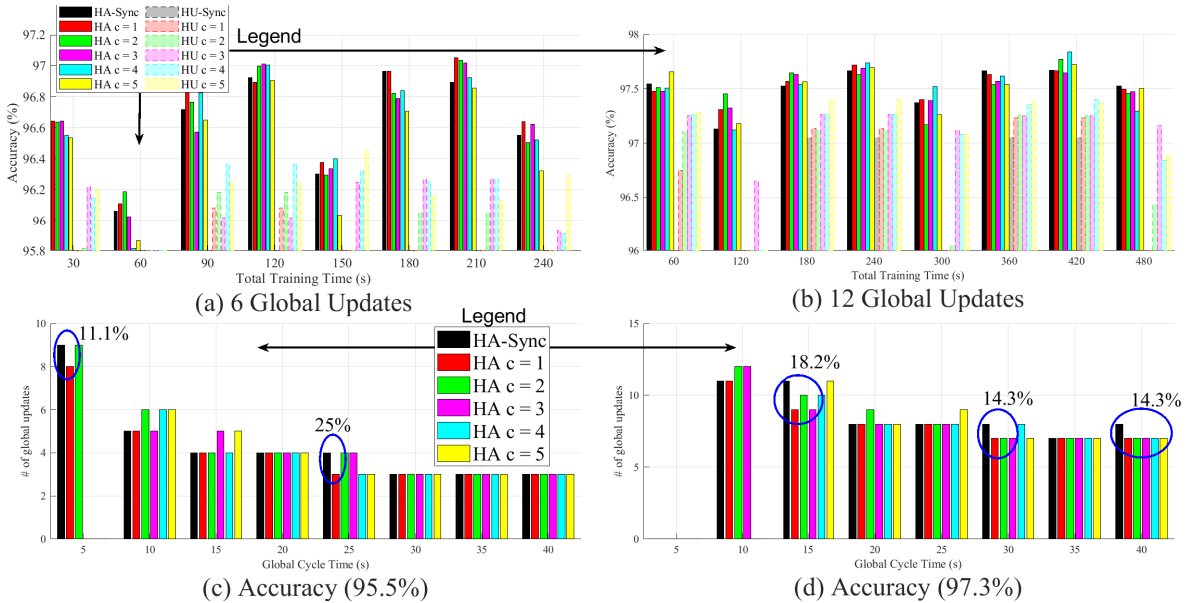 HA-Sync HU-Sync
HA c = 1 HU c = 1
HA c = 2 HU c = 2
HA c = 3 HU c = 3
HA c = 4 HU c = 4
HA c = 5 HU c = 5
Legend
97.2
97
96.8
96.6
96.4
96.2
96
95.8
Accuracy (%)
30 60 90 120 150 180 210 240
Total Training Time (s)
(a) 6 Global Updates
98
97.5
97
96.5
96
Accuracy (%)
60 120 180 240 300 360 420 480
Total Training Time (s)
(b) 12 Global Updates
10
8
6
4
2
0
# of global updates
11.1%
25%
5 10 15 20 25 30 35 40
Global Cycle Time (s)
(c) Accuracy (95.5%)
Legend
HA-Sync
HA c = 1
HA c = 2
HA c = 3
HA c = 4
HA c = 5
15
10
5
0
# of global updates
18.2%
14.3%
14.3%
5 10 15 20 25 30 35 40
Global Cycle Time (s)
(d) Accuracy (97.3%)